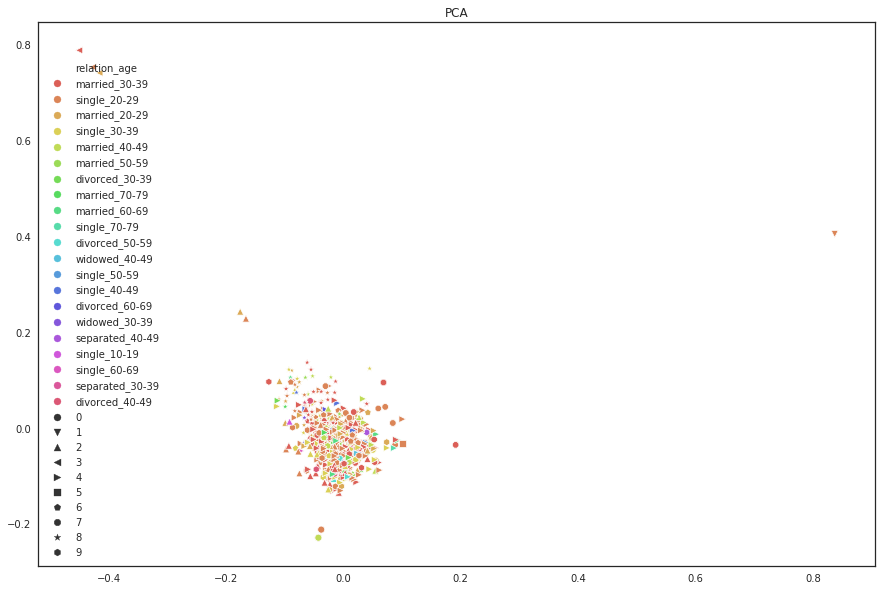 PCA
0.8
0.6
0.4
0.2
0.0
−0.2
relation_age
married_30-39
single_20-29
married_20-29
single_30-39
married_40-49
married_50-59
divorced_30-39
married_70-79
married_60-69
single_70-79
divorced_50-59
widowed_40-49
single_50-59
single_40-49
divorced_60-69
widowed_30-39
separated_40-49
single_10-19
single_60-69
separated_30-39
divorced_40-49
0
1
2
3
4
5
6
7
8
9
−0.4 −0.2 0.0 0.2 0.4 0.6 0.8